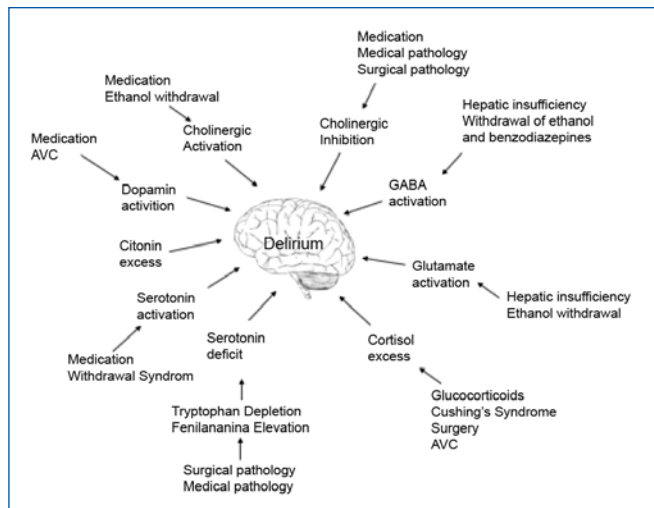 Medication
Medical pathology
Surgical pathology
Medication
Ethanol withdrawal
Hepatic insufficiency
Withdrawal of ethanol
and benzodiazepines
Cholinergic
Activation
Cholinergic
Inhibition
Medication
AVC
Dopamin
activition
GABA
activation
Delirium
Citonin
excess
Glutamate
activation
Serotonin
activation
Hepatic insufficiency
Ethanol withdrawal
Serotonin
deficit
Cortisol
excess
Medication
Withdrawal Syndrom
Glucocorticoids
Cushing's Syndrome
Surgery
AVC
Tryptophan Depletion
Fenilananina Elevation
Surgical pathology
Medical pathology